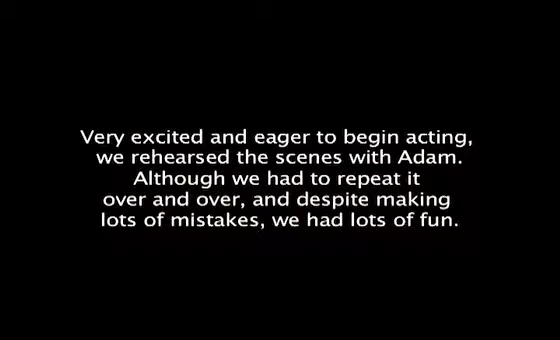 Very excited and eager to begin acting,
we rehearsed the scenes with Adam.
Although we had to repeat it
over and over, and despite making
lots of mistakes, we had lots of fun.